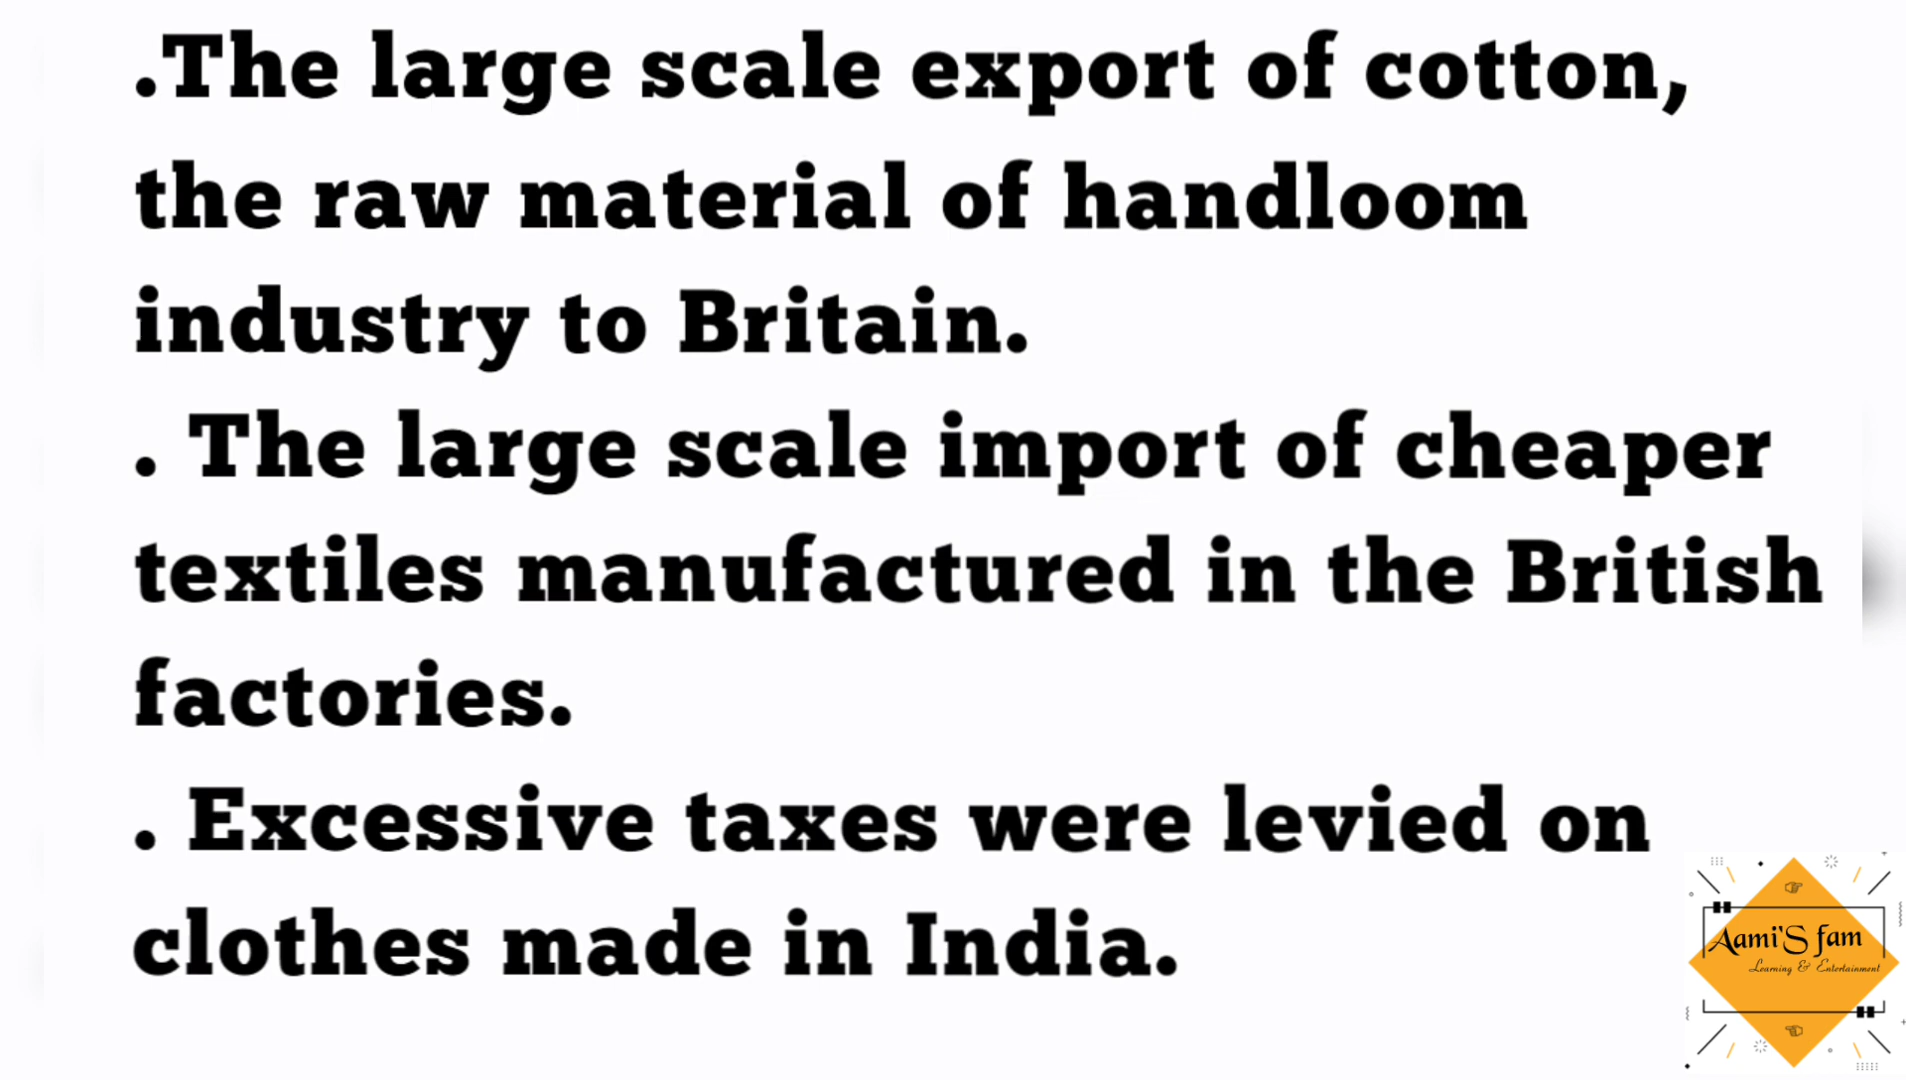 .The large scale export of cotton,
the raw material of handloom
industry to Britain.
. The large scale import of cheaper
textiles manufactured in the British
factories.
. Excessive taxes were levied on
clothes made in India.
Aami'S fam
Learning & Entertainment